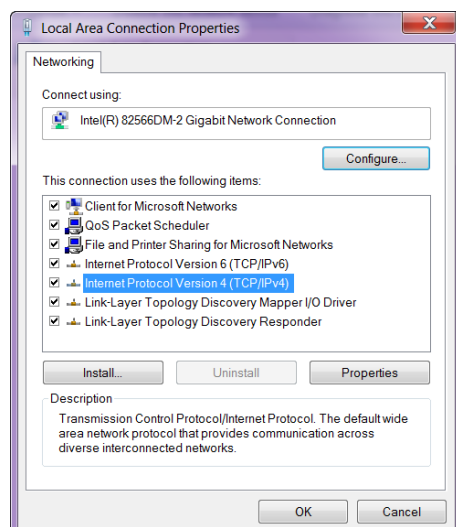 Local Area Connection Properties
X
Networking
Connect using:
Intel(R) 82566DM-2 Gigabit Network Connection
Configure...
This connection uses the following items:
Client for Microsoft Networks
QoS Packet Scheduler
File and Printer Sharing for Microsoft Networks
Internet Protocol Version 6 (TCP/IPv6)
Internet Protocol Version 4 (TCP/IPv4)
Link-Layer Topology Discovery Mapper I/O Driver
Link-Layer Topology Discovery Responder
Install... Uninstall Properties
Description
Transmission Control Protocol/Internet Protocol. The default wide
area network protocol that provides communication across
diverse interconnected networks.
OK Cancel